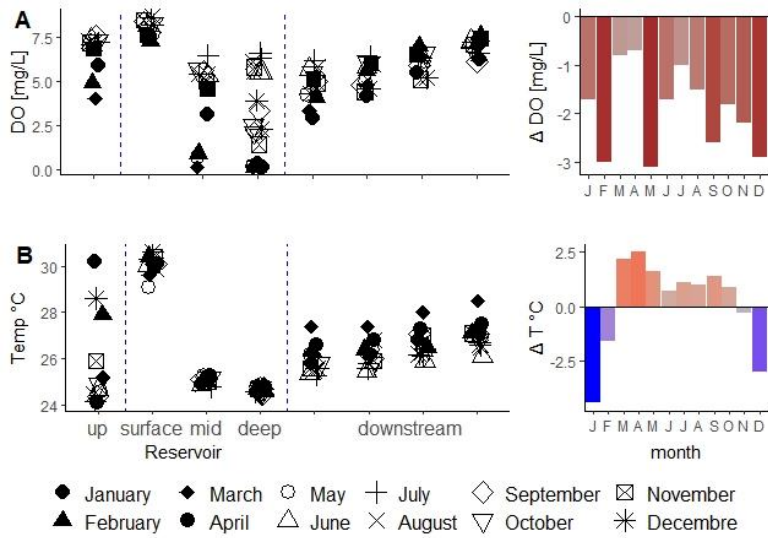 A
DO [mg/L]
7.5
5.0
2.5
0.0
Δ DO [mg/L]
0
-1
-2
-3
J F M A M J J A S O N D
B
Temp °C
30
28
26
24
up surface mid deep downstream
Reservoir
Δ T °C
2.5
0.0
-2.5
J F M A M J J A S O N D
month
January March May July September November
February April June August October Decembre